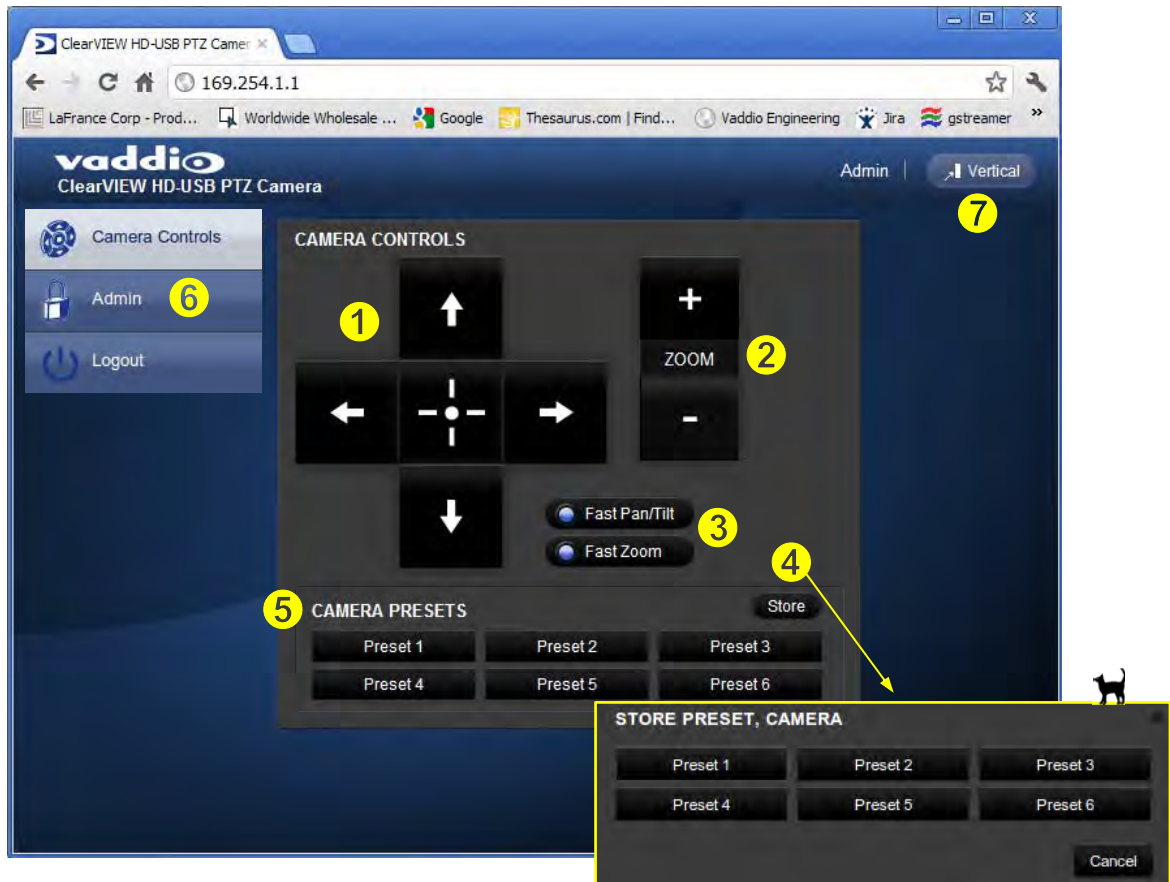 ClearVIEW HD-USB PTZ Camer
169.254.1.1
LaFrance Corp - Prod... Worldwide Wholesale ... Google Thesaurus.com | Find... Vaddio Engineering Jira gstreamer »
vaddio
ClearVIEW HD-USB PTZ Camera
Admin | Vertical
7
Camera Controls
Admin 6
Logout
CAMERA CONTROLS
1
+
ZOOM 2
-
Fast Pan/Tilt
3
Fast Zoom
4
5 CAMERA PRESETS Store
Preset 1 Preset 2 Preset 3
Preset 4 Preset 5 Preset 6
STORE PRESET, CAMERA
Preset 1 Preset 2 Preset 3
Preset 4 Preset 5 Preset 6
Cancel